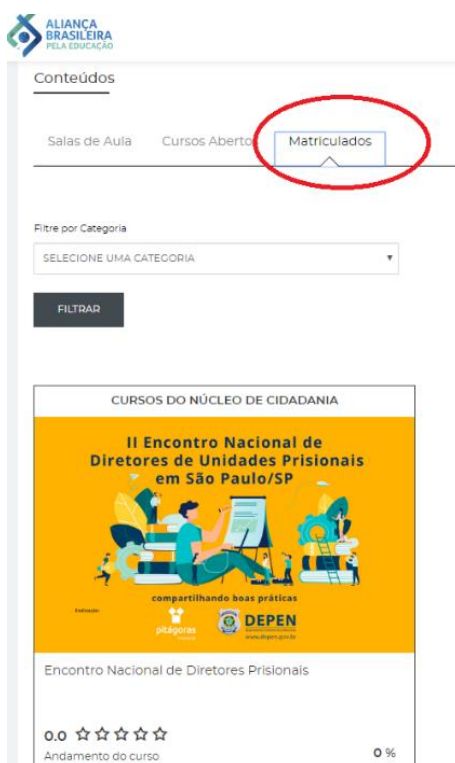 ALIANÇA
BRASILEIRA
PELA EDUCAÇÃO
Conteúdos
Salas de Aula Cursos Abertos Matriculados
Filtre por Categoria
SELECIONE UMA CATEGORIA
FILTRAR
CURSOS DO NÚCLEO DE CIDADANIA
II Encontro Nacional de
Diretores de Unidades Prisionais
em São Paulo/SP
compartilhando boas práticas
Realização:
pitágoras
DEPEN
www.depen.gov.br
Encontro Nacional de Diretores Prisionais
0.0
Andamento do curso 0 %